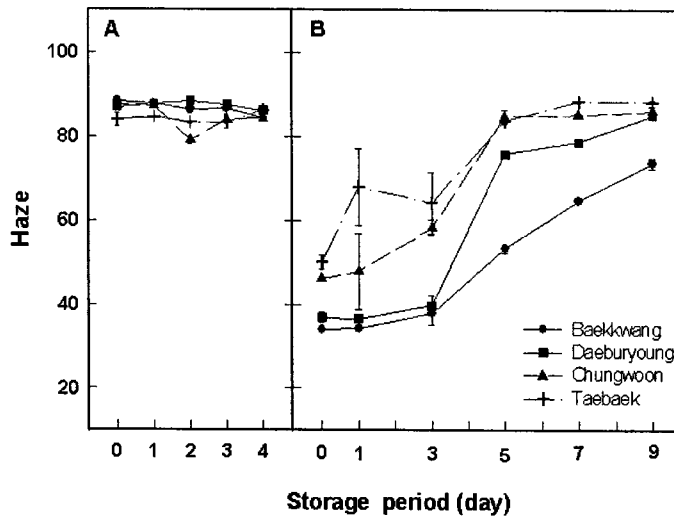 A
B
100
80
60
40
20
Haze
Baekkwang
Daeburyoung
Chungwoon
Taebaek
0 1 2 3 4 0 1 3 5 7 9
Storage period (day)